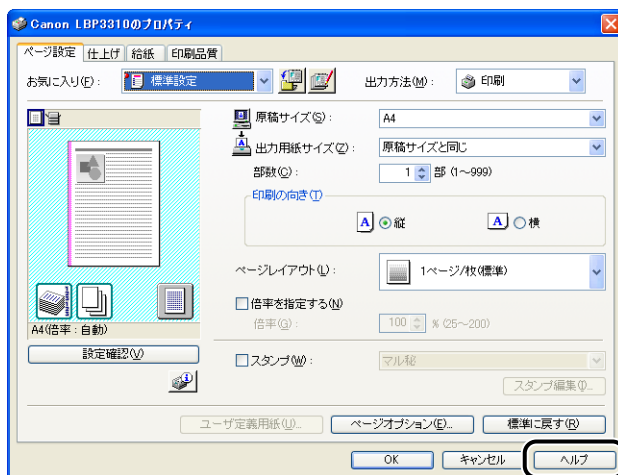 Canon LBP3310のプロパティ
ページ設定 仕上げ 給紙 印刷品質
お気に入り(F): 標準設定 出力方法(M): 印刷
原稿サイズ(S): A4
出力用紙サイズ(Z): 原稿サイズと同じ
部数(C): 1 部 (1～999)
印刷の向き(T)
A 縦 A 横
ページレイアウト(L): 1ページ/枚(標準)
倍率を指定する(N)
倍率(G): 100 % (25～200)
A4(倍率:自動)
設定確認(V)
スタンプ(W): マル秘
スタンプ編集(I)...
ユーザ定義用紙(U)... ページオプション(E)... 標準に戻す(R)
OK キャンセル ヘルプ